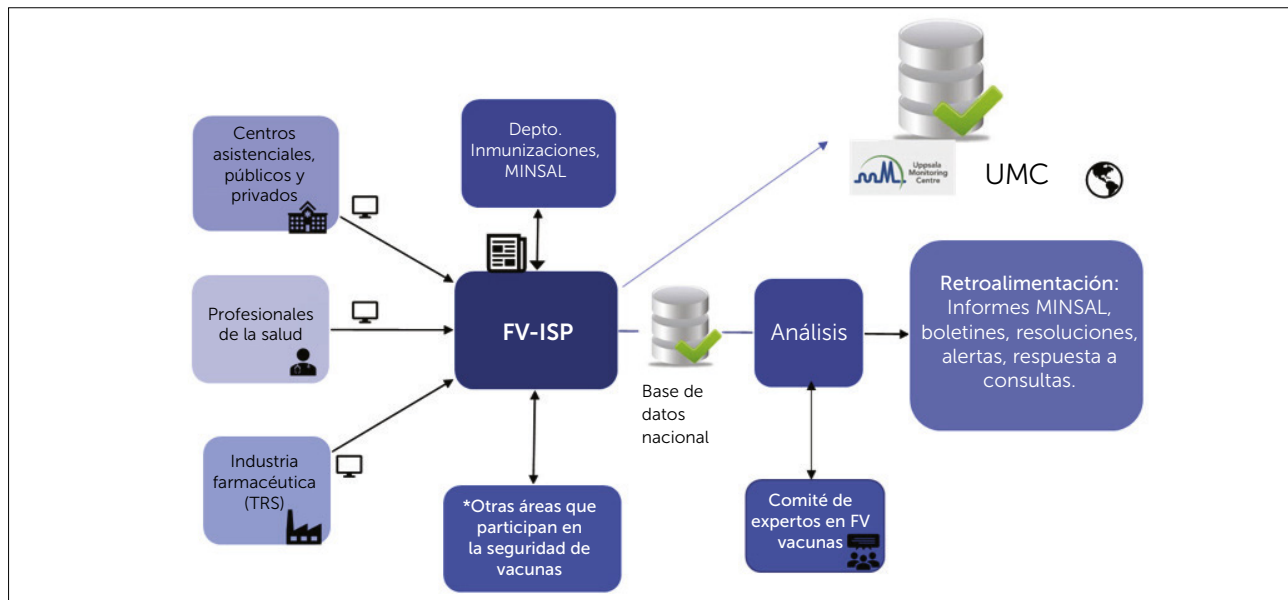 Centros
asistenciales,
públicos y
privados
Profesionales
de la salud
Industria
farmacéutica
(TRS)
Depto.
Inmunizaciones,
MINSAL
FV-ISP
*Otras áreas que
participan en
la seguridad de
vacunas
Base de
datos
nacional
Análisis
Comité de
expertos en FV
vacunas
Uppsala
Monitoring
Centre
UMC
Retroalimentación:
Informes MINSAL,
boletines, resoluciones,
alertas, respuesta a
consultas.